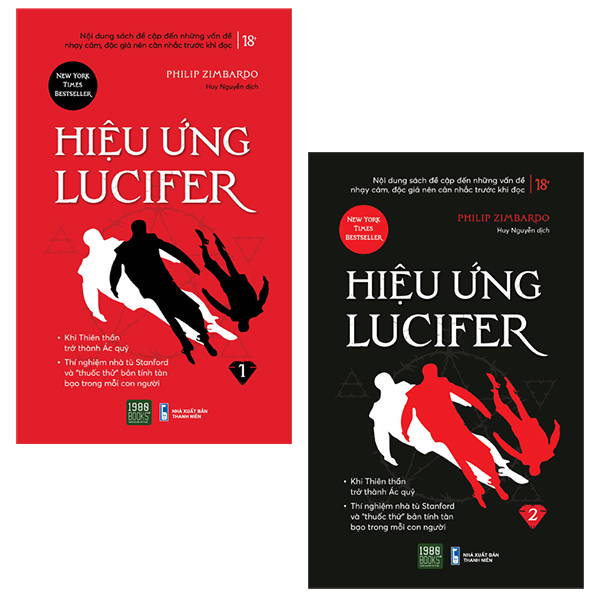 Nội dung sách đề cập đến những vấn đề
nhạy cảm, độc giả nên cân nhắc trước khi đọc
18+
NEW YORK
TIMES
BESTSELLER
PHILIP ZIMBARDO
Huy Nguyễn dịch
HIỆU ỨNG
LUCIFER
• Khi Thiên thần
trở thành Ác quỷ
• Thí nghiệm nhà tù Stanford
và "thuốc thử" bản tính tàn
bạo trong mỗi con người
1
1980
BOOKS
NHÀ XUẤT BẢN
THANH NIÊN
Nội dung sách đề cập đến những vấn đề
nhạy cảm, độc giả nên cân nhắc trước khi đọc
18+
NEW YORK
TIMES
BESTSELLER
PHILIP ZIMBARDO
Huy Nguyễn dịch
HIỆU ỨNG
LUCIFER
• Khi Thiên thần
trở thành Ác quỷ
• Thí nghiệm nhà tù Stanford
và "thuốc thử" bản tính tàn
bạo trong mỗi con người
2
1980
BOOKS
NHÀ XUẤT BẢN
THANH NIÊN